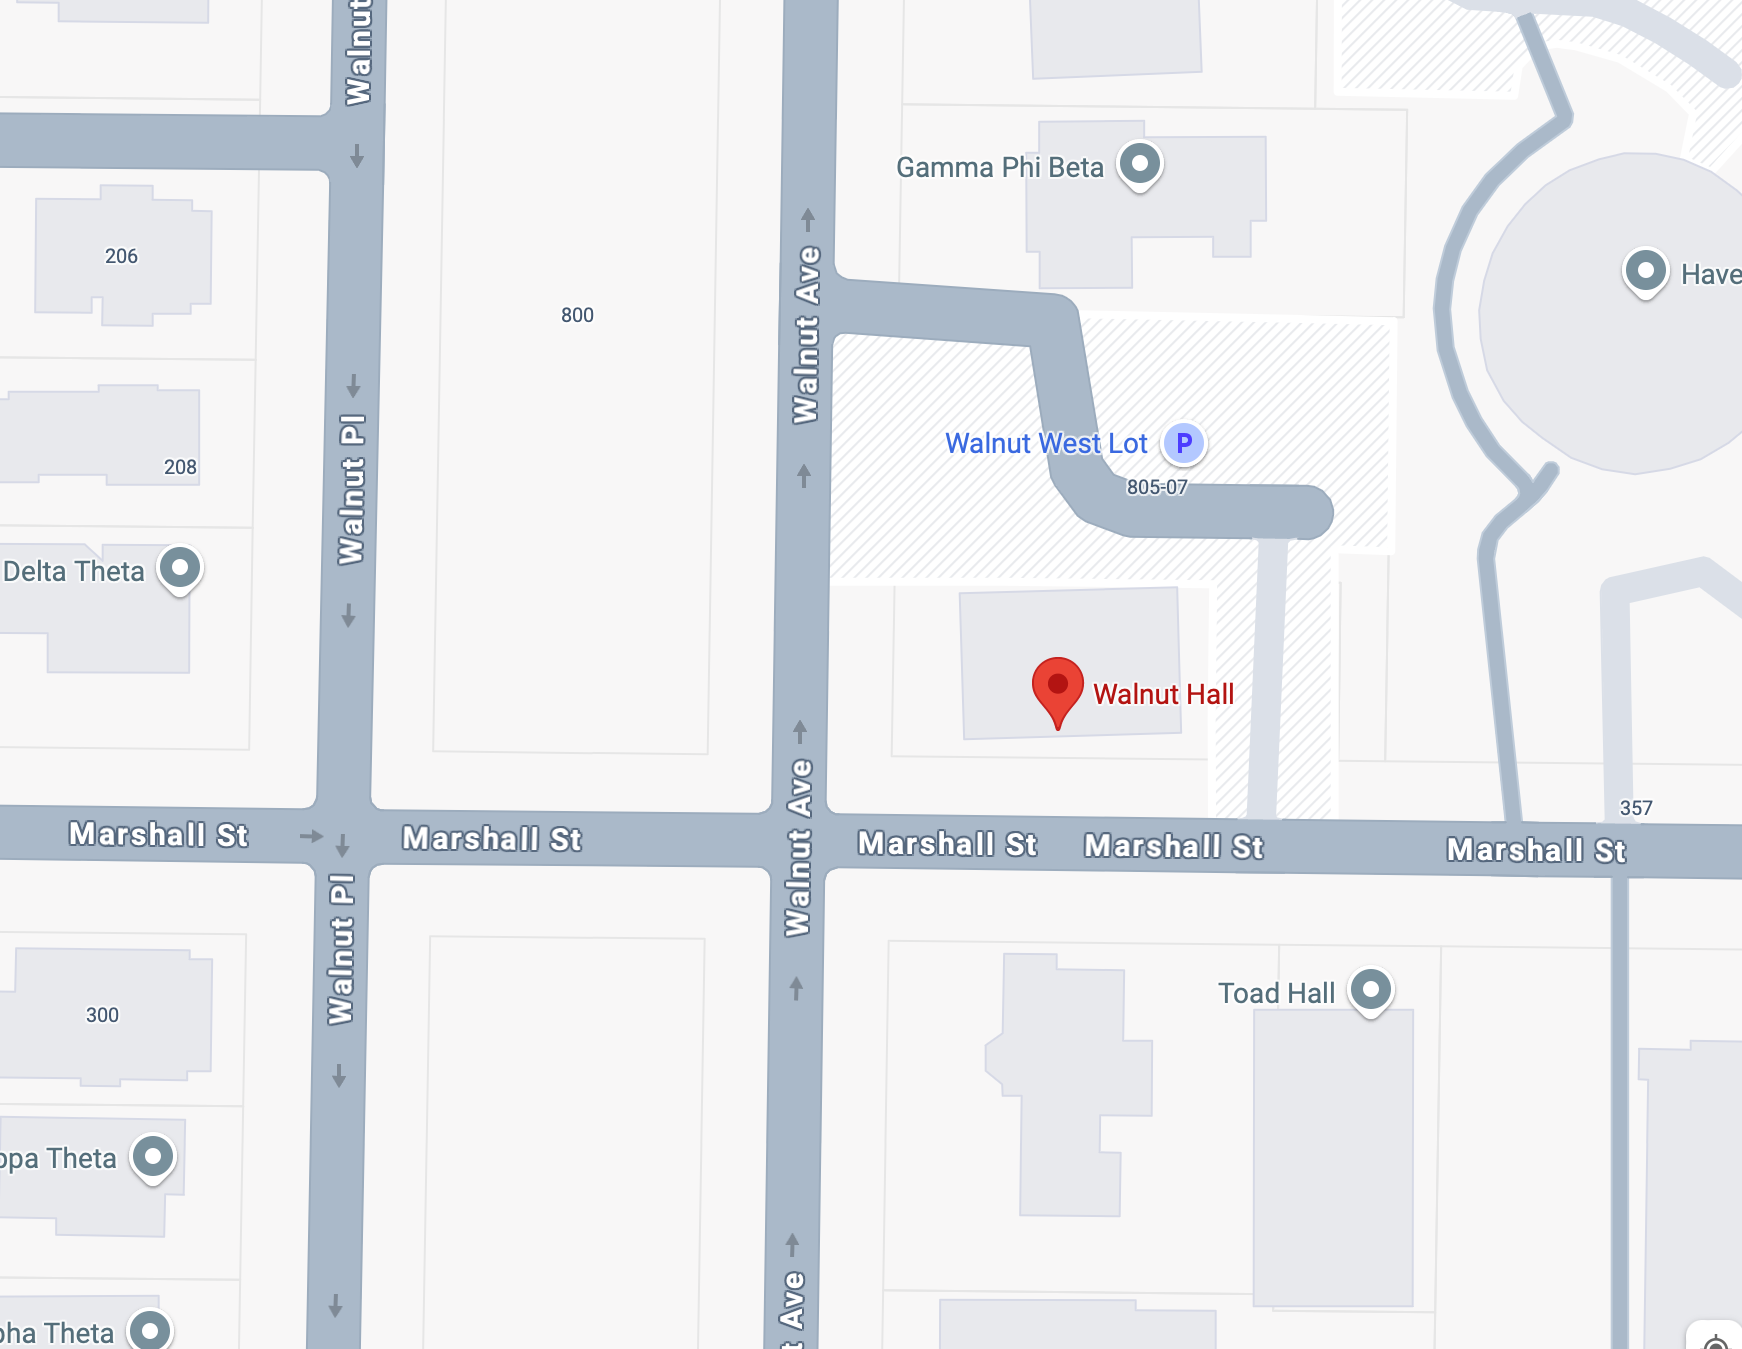 Walnut
Gamma Phi Beta
206
Have
800
Walnut Ave
Walnut Pl
Walnut West Lot
P
208
805-07
Delta Theta
Walnut Hall
Walnut Ave
357
Marshall St
Marshall St
Marshall St
Marshall St
Marshall St
Walnut Pl
Toad Hall
300
ppa Theta
Ave
pha Theta